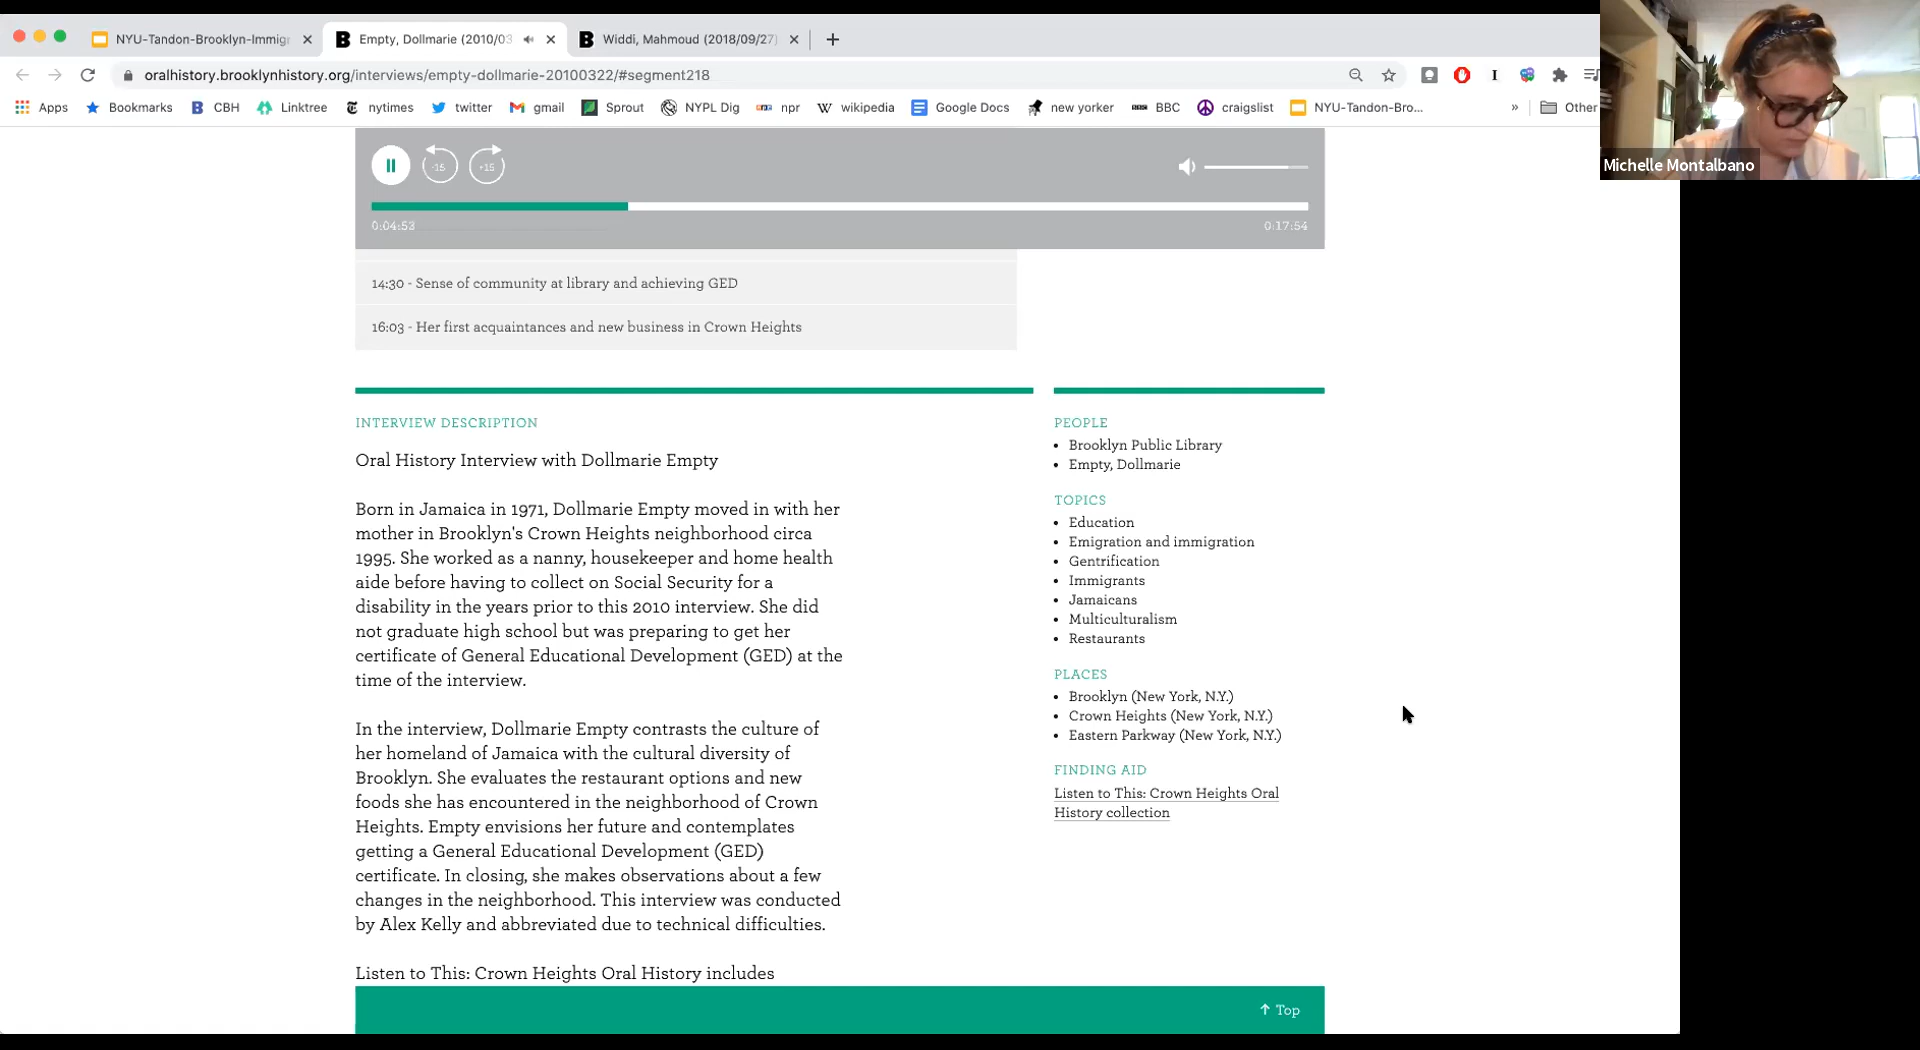 NYU-Tandon-Brooklyn-Immigr
Empty, Dollmarie (2010/03
Widdi, Mahmoud (2018/09/27)
oralhistory.brooklynhistory.org/interviews/empty-dollmarie-20100322/#segment218
Apps
Bookmarks
CBH
Linktree
nytimes
twitter
gmail
Sprout
NYPL Dig
npr
wikipedia
Google Docs
new yorker
BBC
craigslist
NYU-Tandon-Bro...
»
Other
Michelle Montalbano
-15
+15
0:04:53
0:17:54
14:30 - Sense of community at library and achieving GED
16:03 - Her first acquaintances and new business in Crown Heights
INTERVIEW DESCRIPTION
Oral History Interview with Dollmarie Empty
Born in Jamaica in 1971, Dollmarie Empty moved in with her
mother in Brooklyn's Crown Heights neighborhood circa
1995. She worked as a nanny, housekeeper and home health
aide before having to collect on Social Security for a
disability in the years prior to this 2010 interview. She did
not graduate high school but was preparing to get her
certificate of General Educational Development (GED) at the
time of the interview.
In the interview, Dollmarie Empty contrasts the culture of
her homeland of Jamaica with the cultural diversity of
Brooklyn. She evaluates the restaurant options and new
foods she has encountered in the neighborhood of Crown
Heights. Empty envisions her future and contemplates
getting a General Educational Development (GED)
certificate. In closing, she makes observations about a few
changes in the neighborhood. This interview was conducted
by Alex Kelly and abbreviated due to technical difficulties.
Listen to This: Crown Heights Oral History includes
PEOPLE
• Brooklyn Public Library
• Empty, Dollmarie
TOPICS
• Education
• Emigration and immigration
• Gentrification
• Immigrants
• Jamaicans
• Multiculturalism
• Restaurants
PLACES
• Brooklyn (New York, N.Y.)
• Crown Heights (New York, N.Y.)
• Eastern Parkway (New York, N.Y.)
FINDING AID
Listen to This: Crown Heights Oral
History collection
↑ Top